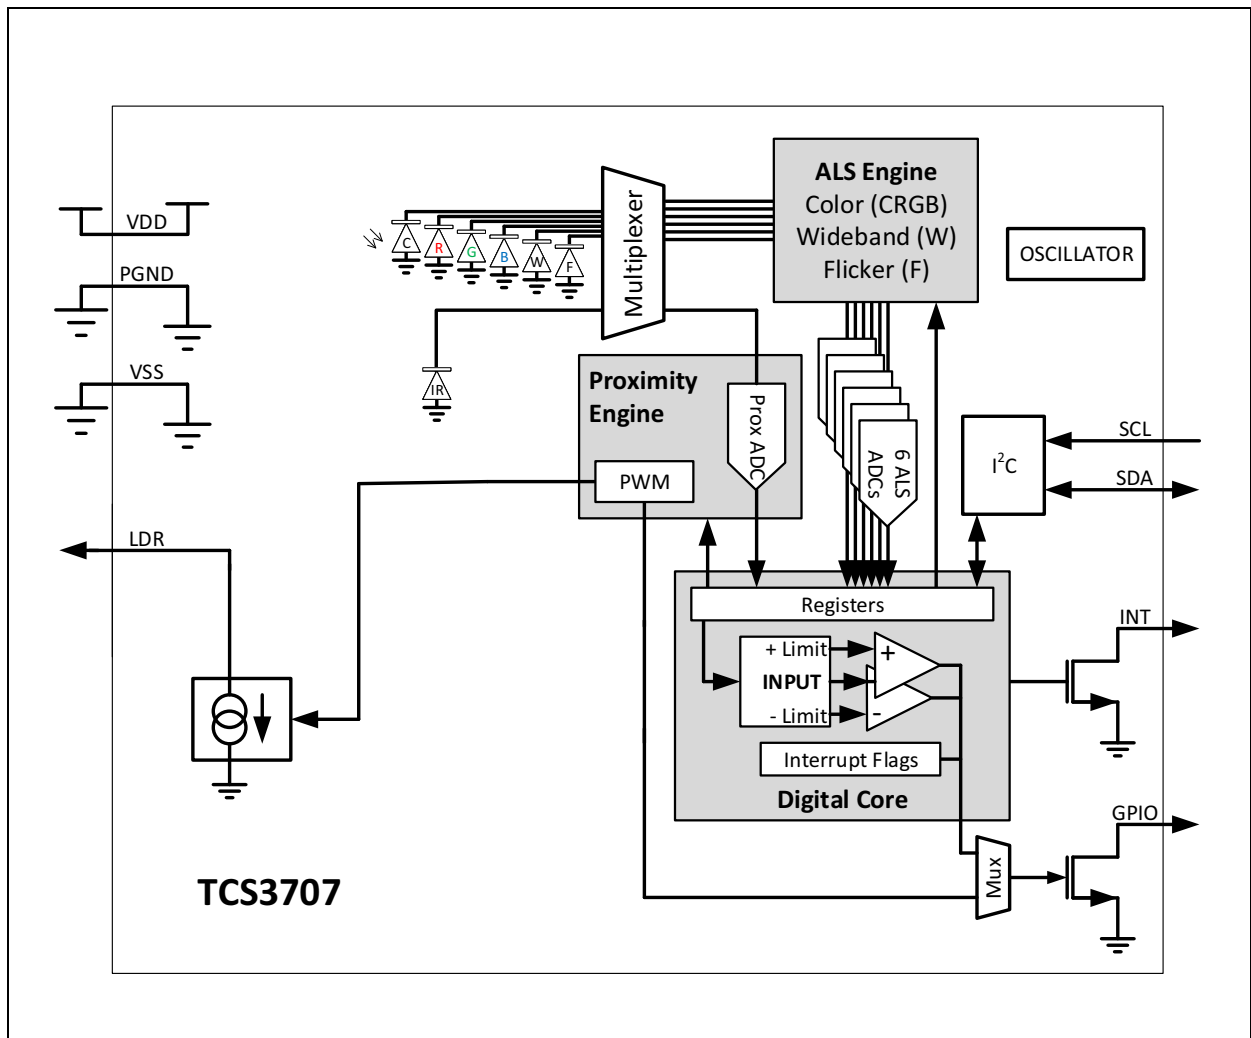 ALS Engine
Color (CRGB)
Wideband (W)
Flicker (F)
Multiplexer
C
R
G
B
W
F
VDD
OSCILLATOR
PGND
VSS
IR
Proximity
Engine
Prox ADC
6 ALS
ADCs
PWM
I²C
SCL
SDA
LDR
Registers
INT
+ Limit
INPUT
- Limit
+
-
Interrupt Flags
Digital Core
GPIO
Mux
TCS3707